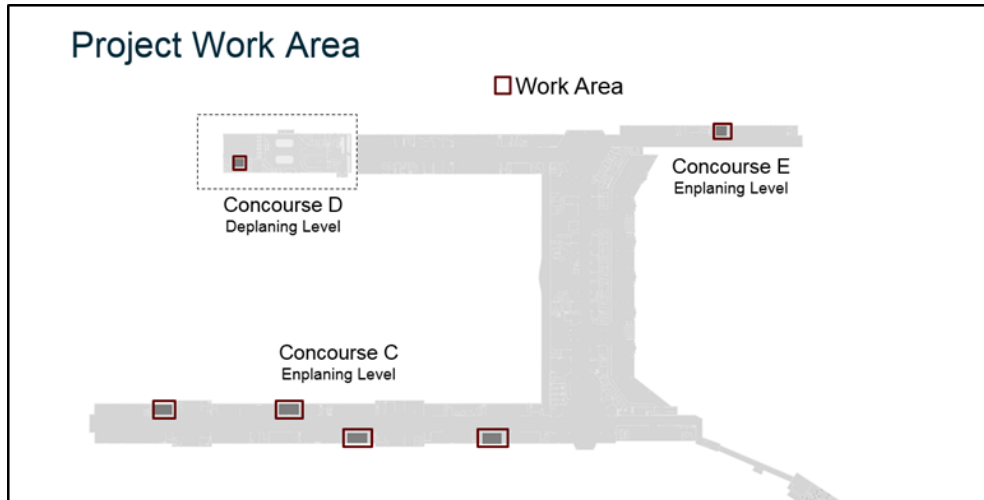 Project Work Area
Work Area
Concourse E
Enplaning Level
Concourse D
Deplaning Level
Concourse C
Enplaning Level